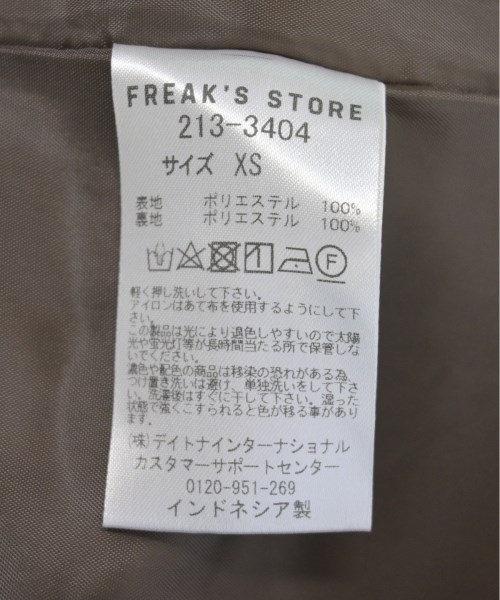 FREAK'S STORE
213-3404
サイズ XS
表地 ポリエステル 100%
裏地 ポリエステル 100%
F
軽く押し洗いして下さい。
アイロンはあて布を使用するようにして下
さい。
この製品は光により退色しやすいので太陽
光や蛍光灯等が長時間当たる所で保管しな
いでください。
濃色や配色の商品は移染の恐れがある為、
つけ置き洗いは避け、単独洗いをして下さ
い。洗濯後はすぐに干して下さい。湿った
状態で強くこすられると色が移る事があり
ます。
(株)デイトナインターナショナル
カスタマーサポートセンター
0120-951-269
インドネシア製